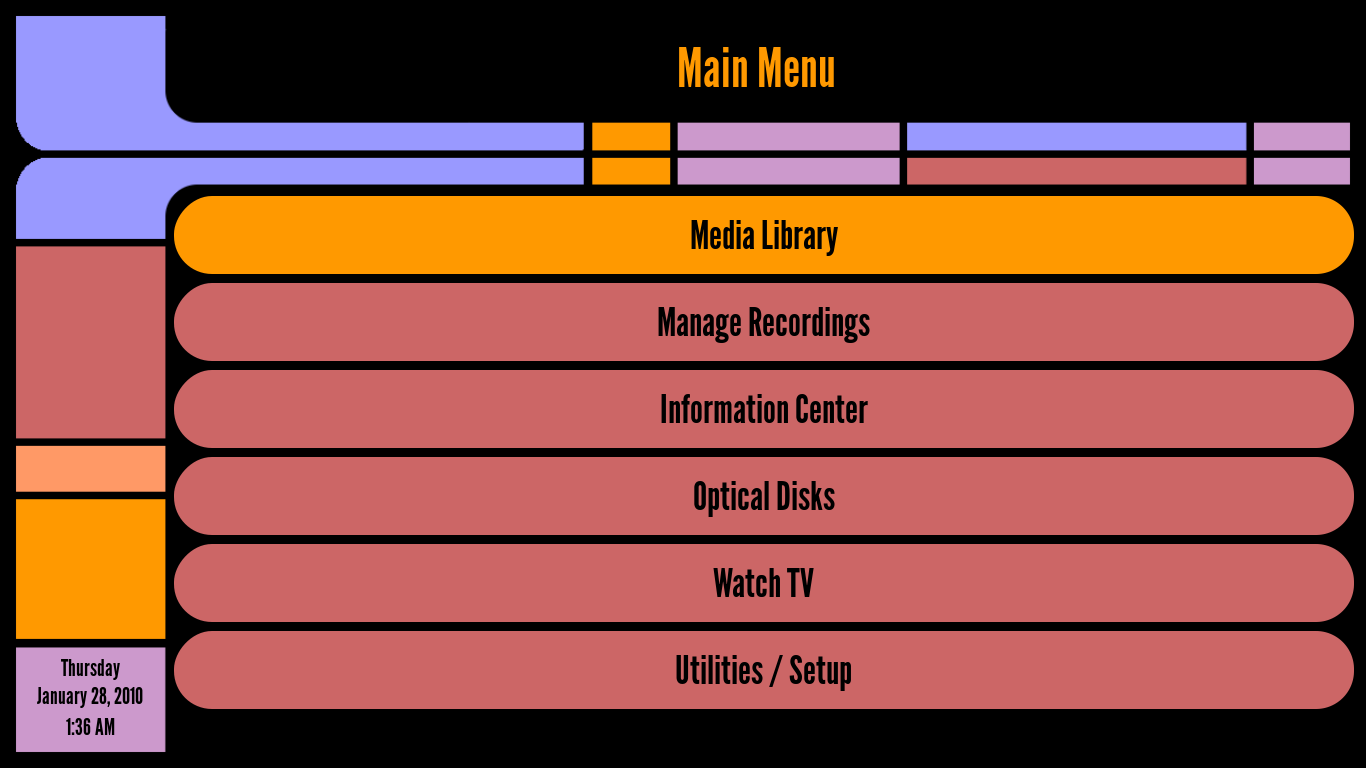 Main Menu
Media Library
Manage Recordings
Information Center
Optical Disks
Watch TV
Utilities / Setup
Thursday
January 28, 2010
1:36 AM